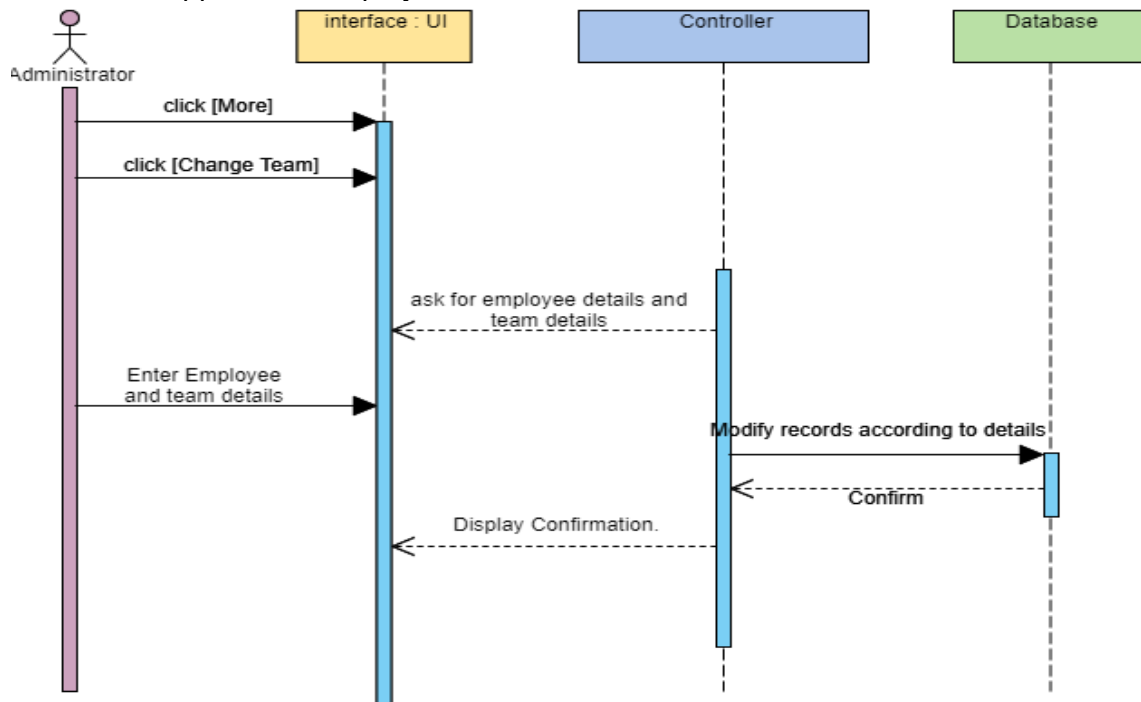 interface : UI
Controller
Database
Administrator
click [More]
click [Change Team]
ask for employee details and
team details
Enter Employee
and team details
Modify records according to details
Confirm
Display Confirmation.